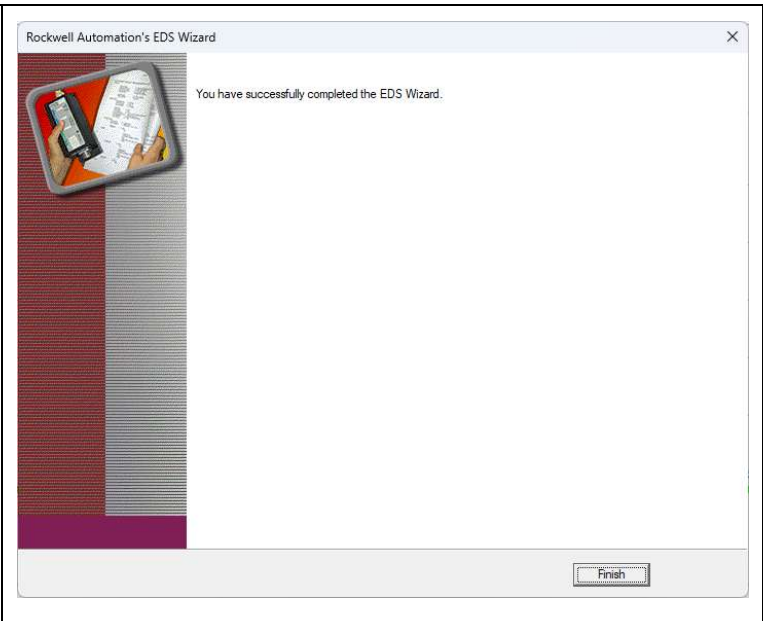 Rockwell Automation's EDS Wizard
You have successfully completed the EDS Wizard.
Finish